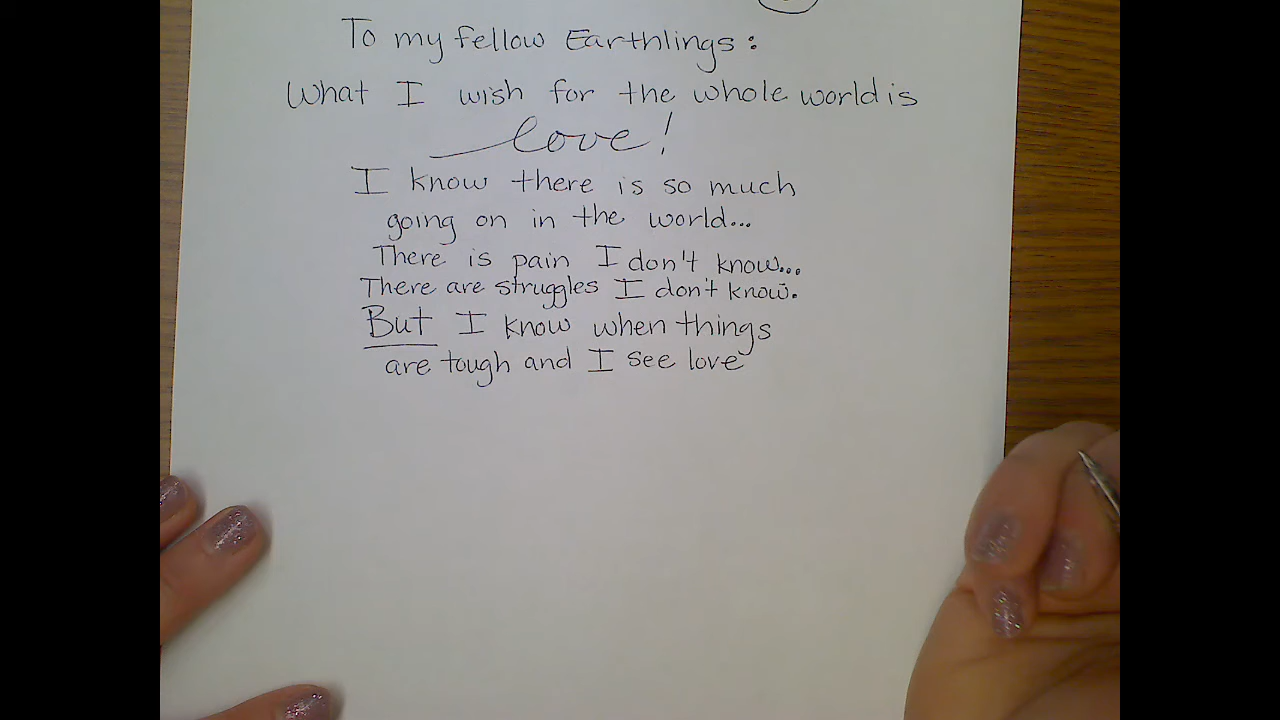 To my fellow Earthlings:
What I wish for the whole world is
love!
I know there is so much
going on in the world...
There is pain I don't know...
There are struggles I don't know.
But I know when things
are tough and I see love